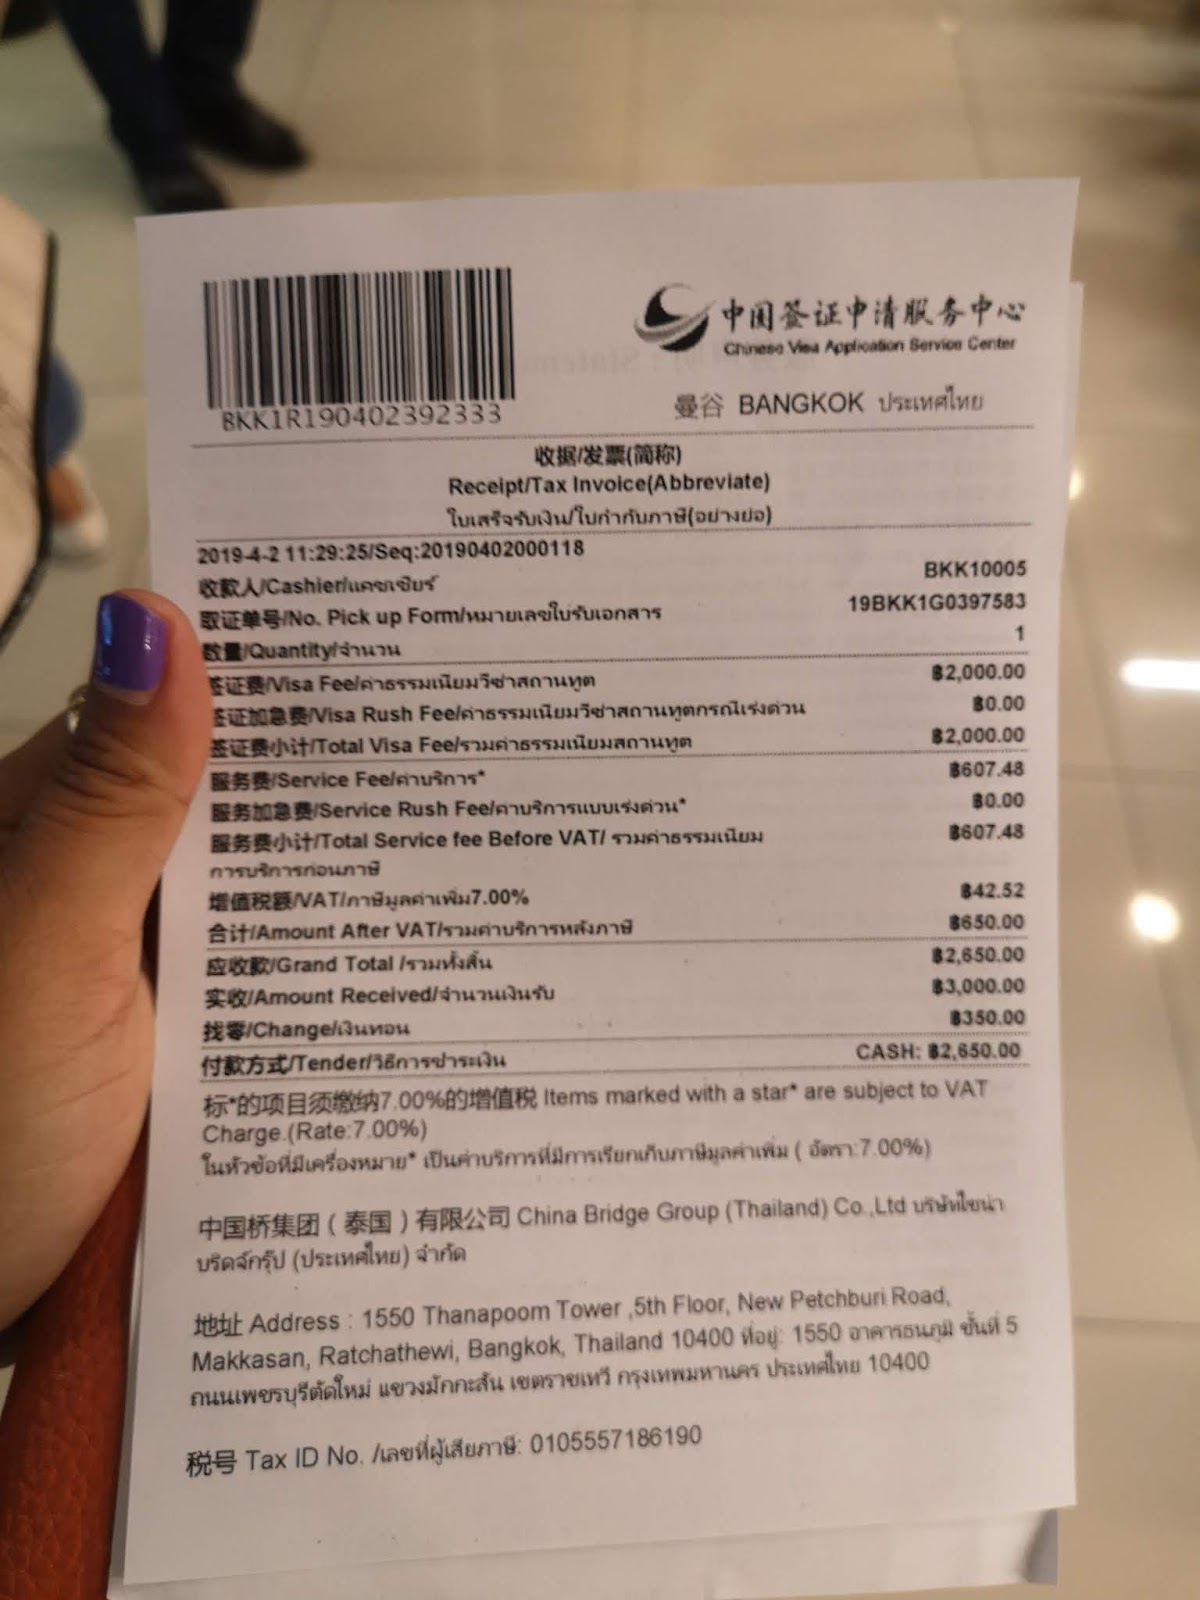 BKK1R190402392333
中国签证申请服务中心
Chinese Visa Application Service Center
曼谷 BANGKOK ประเทศไทย
收据/发票(简称)
Receipt/Tax Invoice(Abbreviate)
ใบเสร็จรับเงิน/ใบกำกับภาษี(อย่างย่อ)
2019-4-2 11:29:25/Seq:20190402000118
收款人/Cashier/แคชเชียร์ BKK10005
取证单号/No. Pick up Form/หมายเลขใบรับเอกสาร 19BKK1G0397583
数量/Quantity/จำนวน 1
签证费/Visa Fee/ค่าธรรมเนียมวีซ่าสถานทูต ฿2,000.00
签证加急费/Visa Rush Fee/ค่าธรรมเนียมวีซ่าสถานทูตกรณีเร่งด่วน ฿0.00
签证费小计/Total Visa Fee/รวมค่าธรรมเนียมสถานทูต ฿2,000.00
服务费/Service Fee/ค่าบริการ* ฿607.48
服务加急费/Service Rush Fee/ค่าบริการแบบเร่งด่วน* ฿0.00
服务费小计/Total Service fee Before VAT/ รวมค่าธรรมเนียม ฿607.48
การบริการก่อนภาษี
增值税额/VAT/ภาษีมูลค่าเพิ่ม7.00% ฿42.52
合计/Amount After VAT/รวมค่าบริการหลังภาษี ฿650.00
应收款/Grand Total /รวมทั้งสิ้น ฿2,650.00
实收/Amount Received/จำนวนเงินรับ ฿3,000.00
找零/Change/เงินทอน ฿350.00
付款方式/Tender/วิธีการชำระเงิน CASH: ฿2,650.00
标*的项目须缴纳7.00%的增值税 Items marked with a star* are subject to VAT
Charge.(Rate:7.00%)
ในหัวข้อที่มีเครื่องหมาย* เป็นค่าบริการที่มีการเรียกเก็บภาษีมูลค่าเพิ่ม ( อัตรา:7.00%)
中国桥集团（泰国）有限公司 China Bridge Group (Thailand) Co.,Ltd บริษัทไชน่า
บริดจ์กรุ๊ป (ประเทศไทย) จำกัด
地址 Address : 1550 Thanapoom Tower ,5th Floor, New Petchburi Road,
Makkasan, Ratchathewi, Bangkok, Thailand 10400 ที่อยู่: 1550 อาคารธนภูมิ ชั้นที่ 5
ถนนเพชรบุรีตัดใหม่ แขวงมักกะสัน เขตราชเทวี กรุงเทพมหานคร ประเทศไทย 10400
税号 Tax ID No. /เลขที่ผู้เสียภาษี: 0105557186190